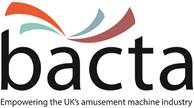 bacta
Empowering the UK's amusement machine industry